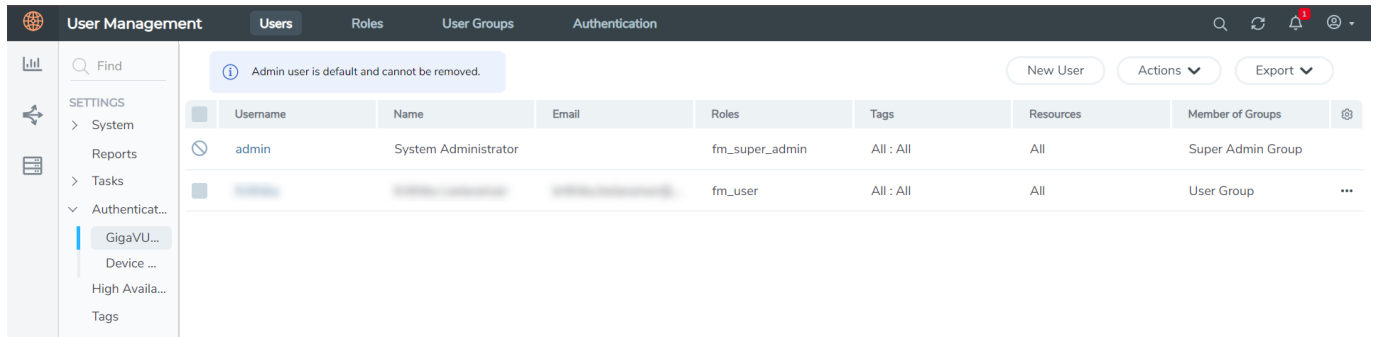 User Management Users Roles User Groups Authentication 1
Find
Admin user is default and cannot be removed. New User Actions Export
SETTINGS
System
Reports
Tasks
Authenticat...
GigaVU...
Device ...
High Availa...
Tags
Username Name Email Roles Tags Resources Member of Groups
admin System Administrator fm_super_admin All : All All Super Admin Group
fm_user All : All All User Group ...